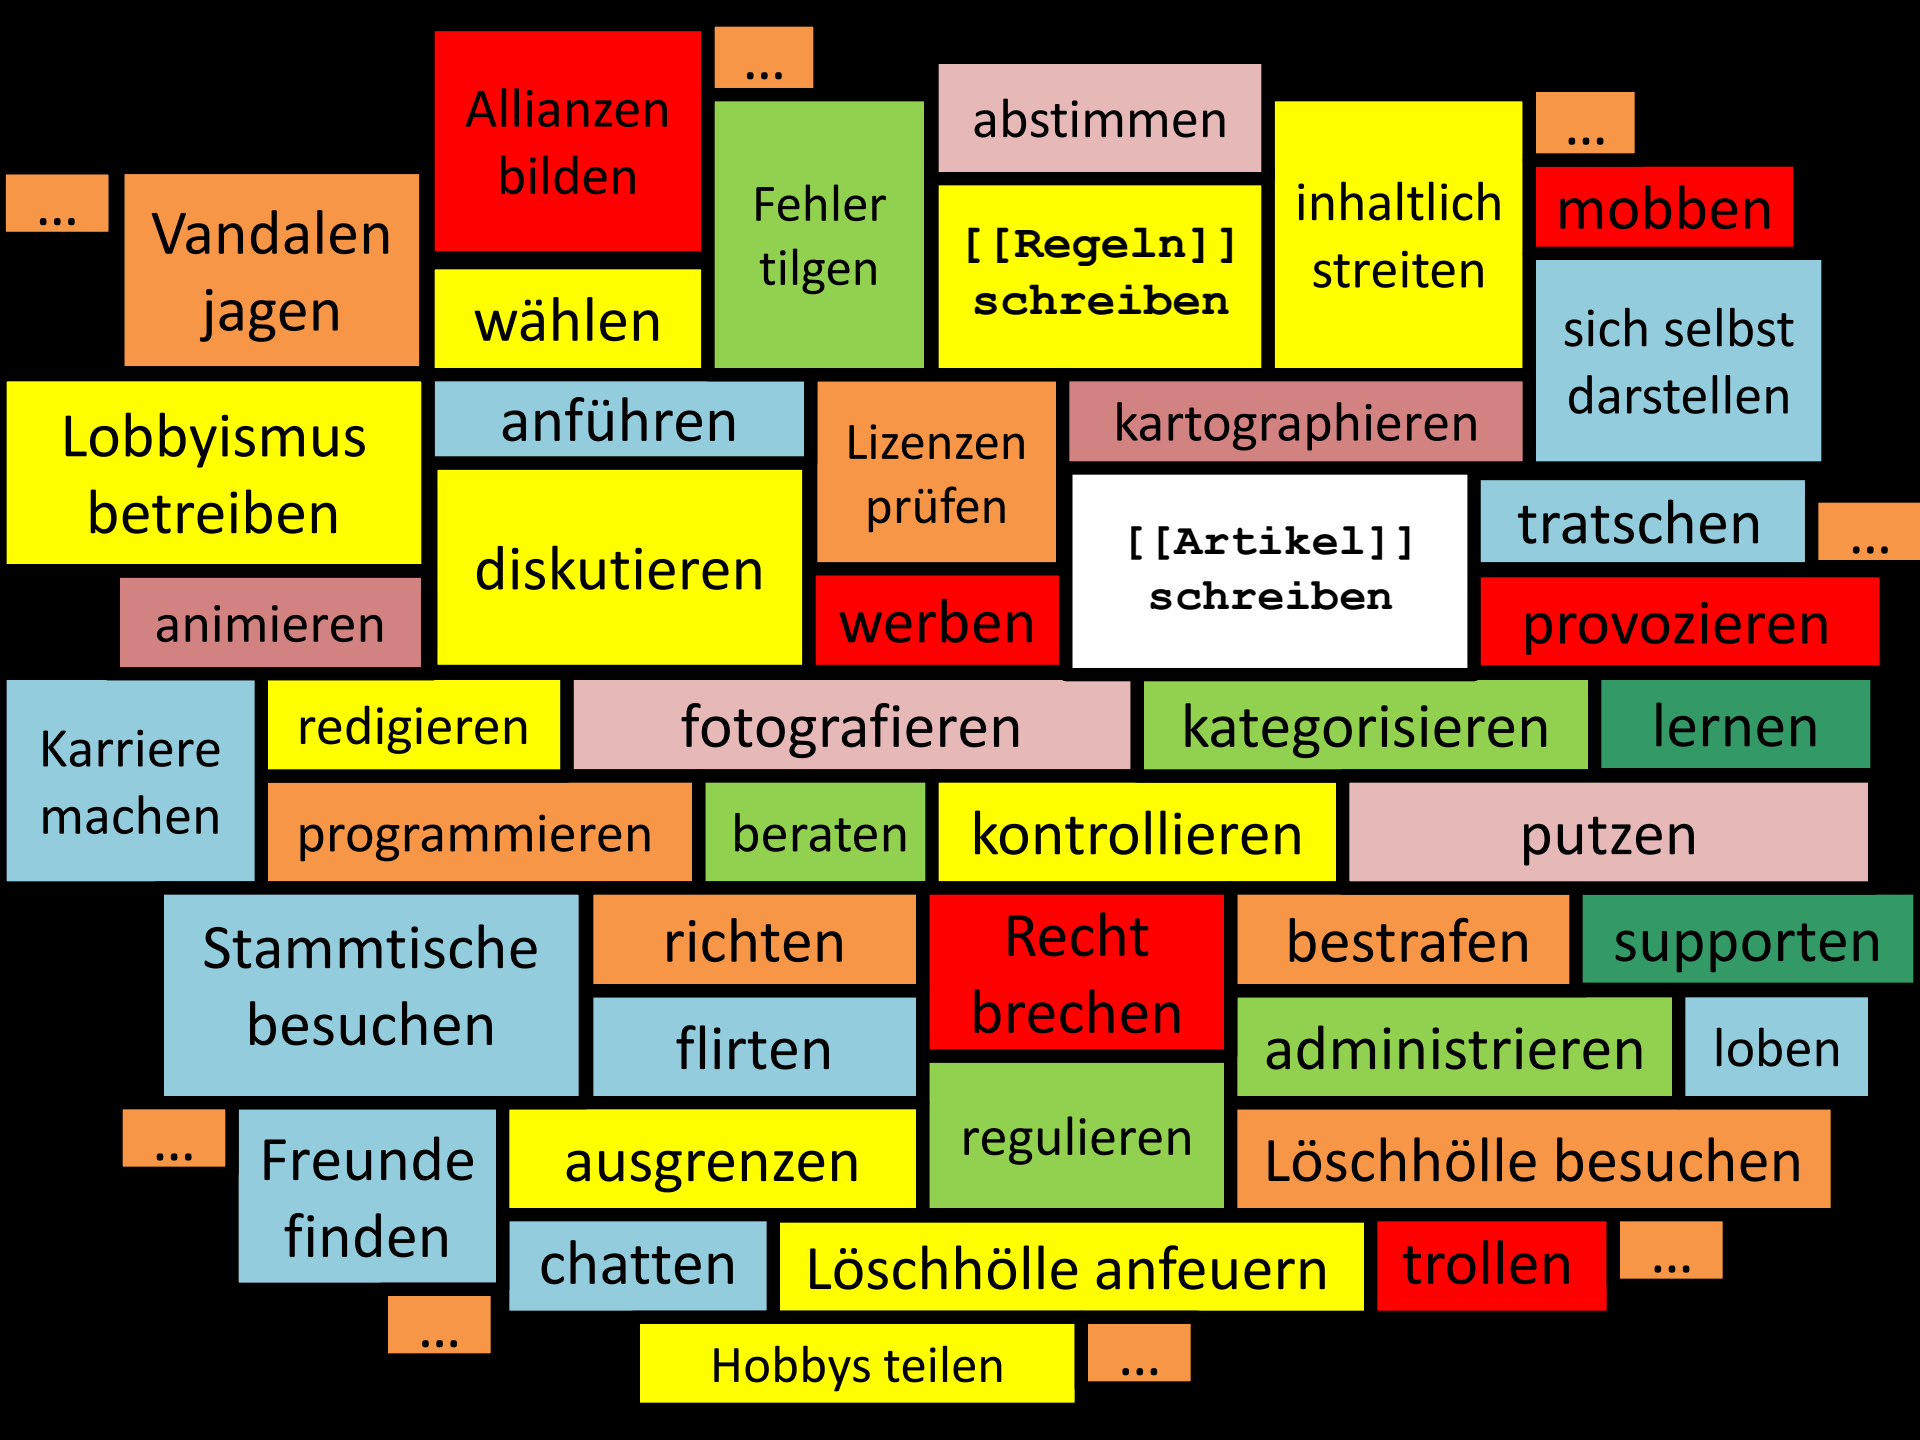 ...
Allianzen
bilden
abstimmen
...
...
Vandalen
jagen
wählen
Fehler
tilgen
[[Regeln]]
schreiben
inhaltlich
streiten
mobben
sich selbst
darstellen
Lobbyismus
betreiben
anführen
Lizenzen
prüfen
kartographieren
diskutieren
[[Artikel]]
schreiben
tratschen
...
animieren
werben
provozieren
Karriere
machen
redigieren
fotografieren
kategorisieren
lernen
programmieren
beraten
kontrollieren
putzen
Stammtische
besuchen
richten
Recht
brechen
bestrafen
supporten
flirten
administrieren
loben
...
Freunde
finden
ausgrenzen
regulieren
Löschhölle besuchen
chatten
Löschhölle anfeuern
trollen
...
...
Hobbys teilen
...